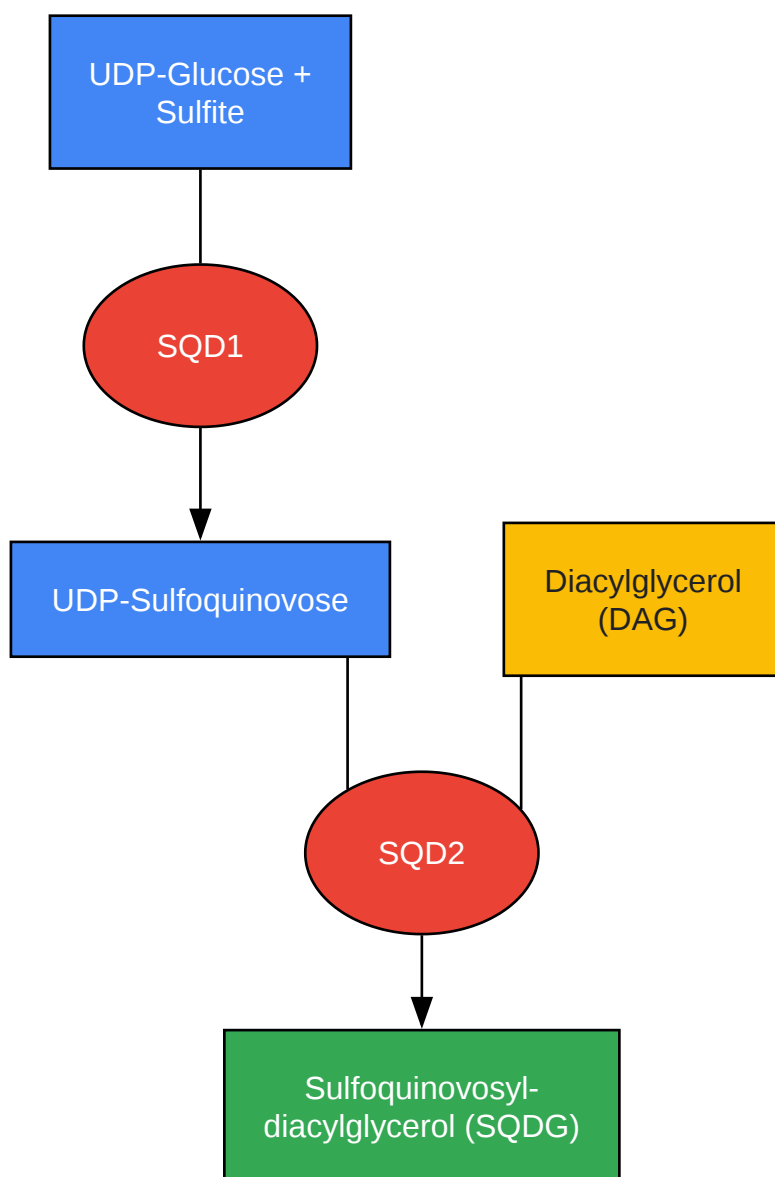 UDP-Glucose +
Sulfite
SQD1
UDP-Sulfoquinovose
Diacylglycerol
(DAG)
SQD2
Sulfoquinovosyl-
diacylglycerol (SQDG)